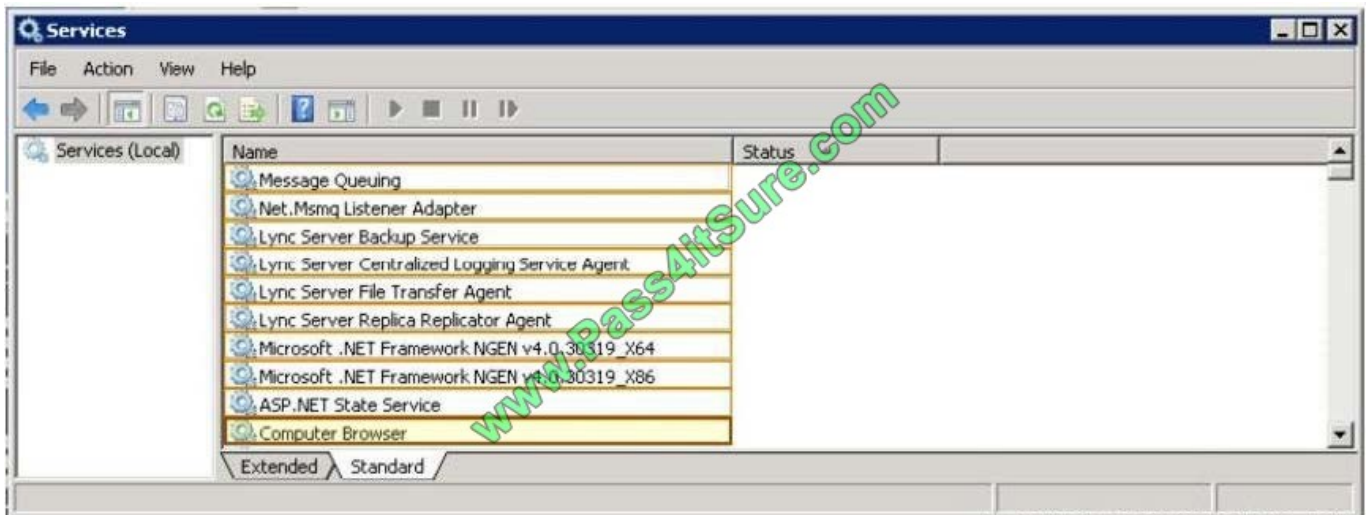 Services
File Action View Help
Services (Local)
Name Status
Message Queuing
Net.Msmq Listener Adapter
Lync Server Backup Service
Lync Server Centralized Logging Service Agent
Lync Server File Transfer Agent
Lync Server Replica Replicator Agent
Microsoft .NET Framework NGEN v4.0.30319_X64
Microsoft .NET Framework NGEN v4.0.30319_X86
ASP.NET State Service
Computer Browser
Extended Standard
www.Pass4itSure.com